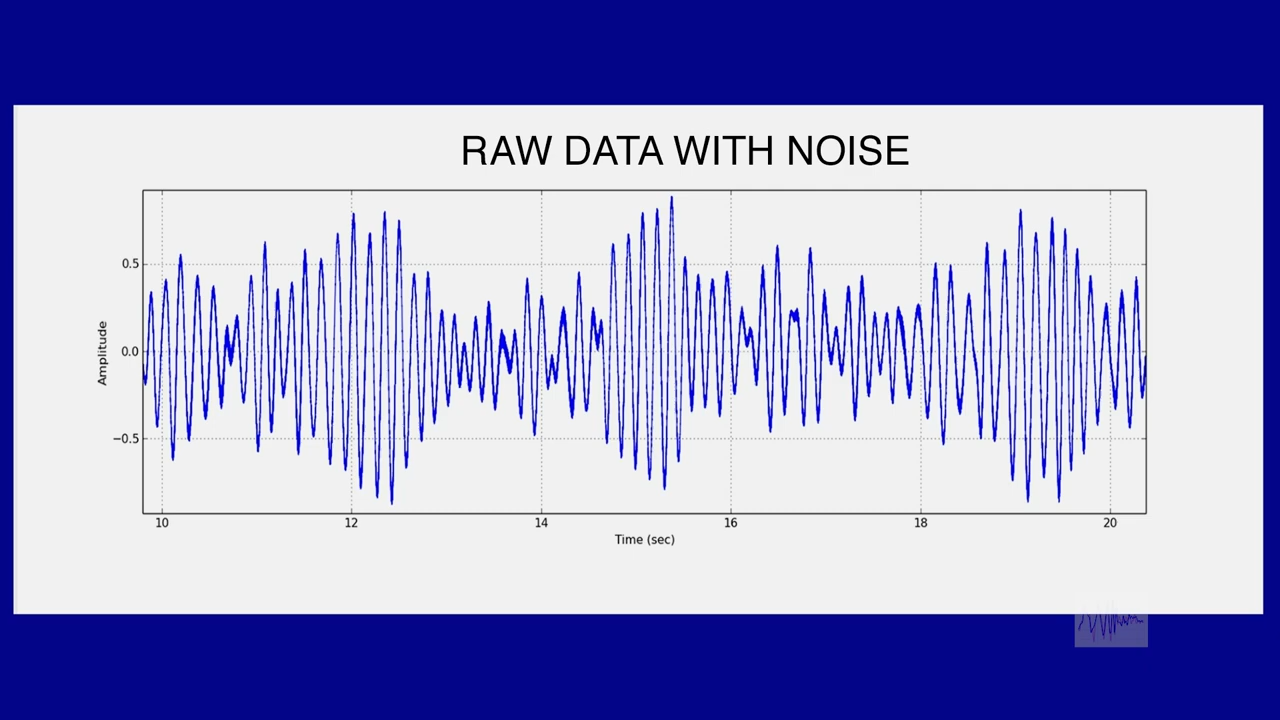 RAW DATA WITH NOISE
0.5
0.0
−0.5
Amplitude
10 12 14 16 18 20
Time (sec)